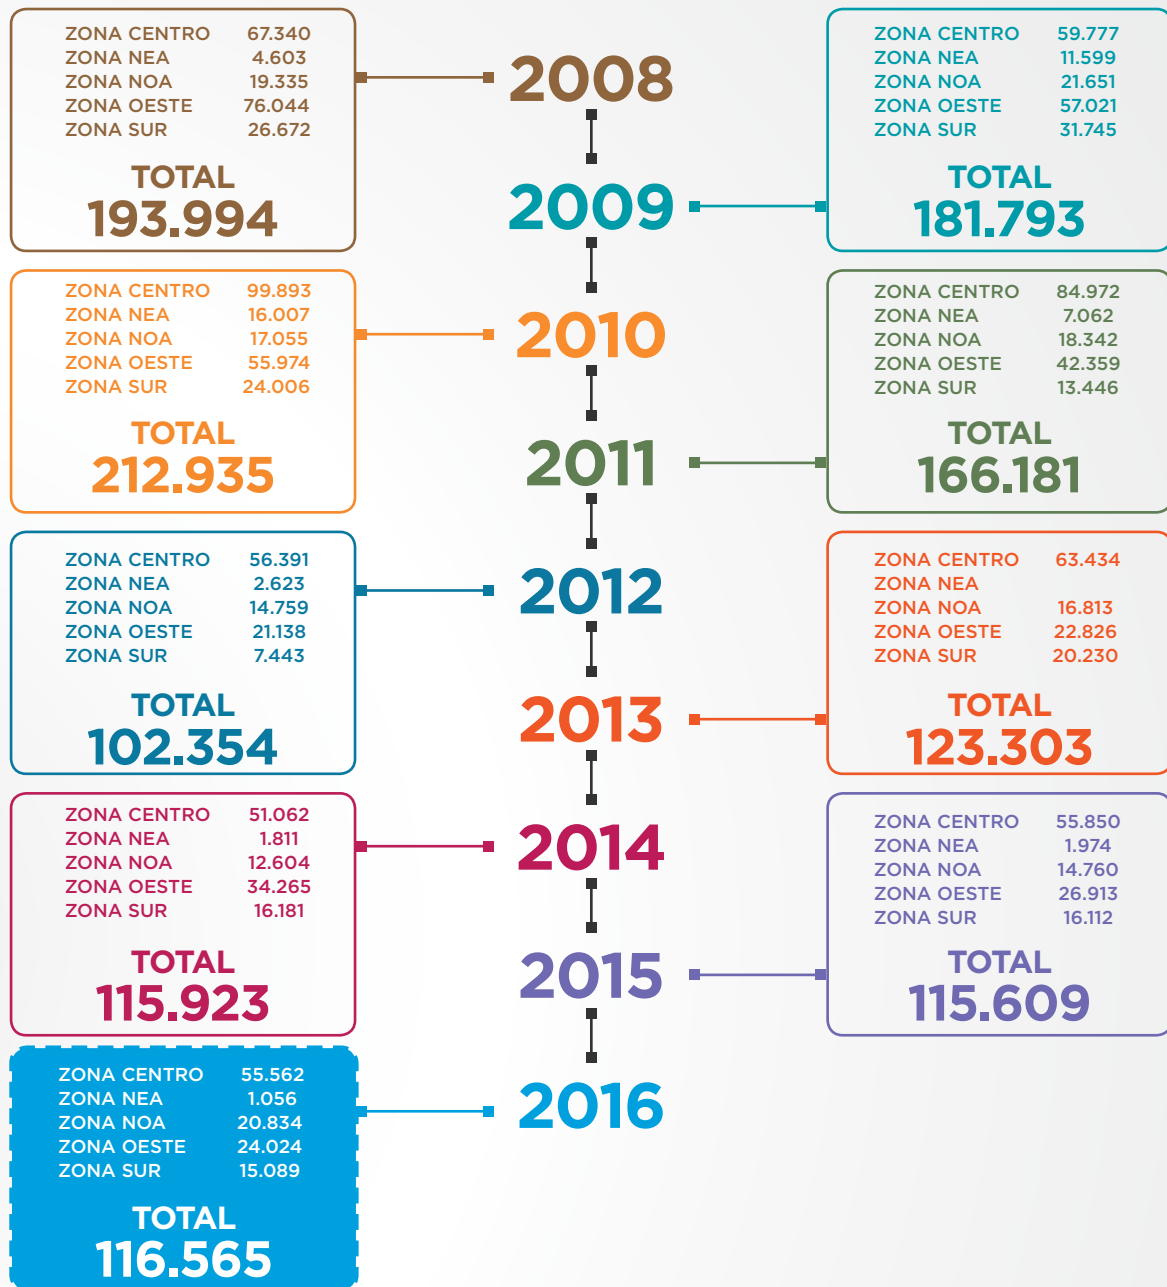 2008
ZONA CENTRO 67.340
ZONA NEA 4.603
ZONA NOA 19.335
ZONA OESTE 76.044
ZONA SUR 26.672
TOTAL
193.994
2009
ZONA CENTRO 59.777
ZONA NEA 11.599
ZONA NOA 21.651
ZONA OESTE 57.021
ZONA SUR 31.745
TOTAL
181.793
2010
ZONA CENTRO 99.893
ZONA NEA 16.007
ZONA NOA 17.055
ZONA OESTE 55.974
ZONA SUR 24.006
TOTAL
212.935
2011
ZONA CENTRO 84.972
ZONA NEA 7.062
ZONA NOA 18.342
ZONA OESTE 42.359
ZONA SUR 13.446
TOTAL
166.181
2012
ZONA CENTRO 56.391
ZONA NEA 2.623
ZONA NOA 14.759
ZONA OESTE 21.138
ZONA SUR 7.443
TOTAL
102.354
2013
ZONA CENTRO 63.434
ZONA NEA
ZONA NOA 16.813
ZONA OESTE 22.826
ZONA SUR 20.230
TOTAL
123.303
2014
ZONA CENTRO 51.062
ZONA NEA 1.811
ZONA NOA 12.604
ZONA OESTE 34.265
ZONA SUR 16.181
TOTAL
115.923
2015
ZONA CENTRO 55.850
ZONA NEA 1.974
ZONA NOA 14.760
ZONA OESTE 26.913
ZONA SUR 16.112
TOTAL
115.609
2016
ZONA CENTRO 55.562
ZONA NEA 1.056
ZONA NOA 20.834
ZONA OESTE 24.024
ZONA SUR 15.089
TOTAL
116.565